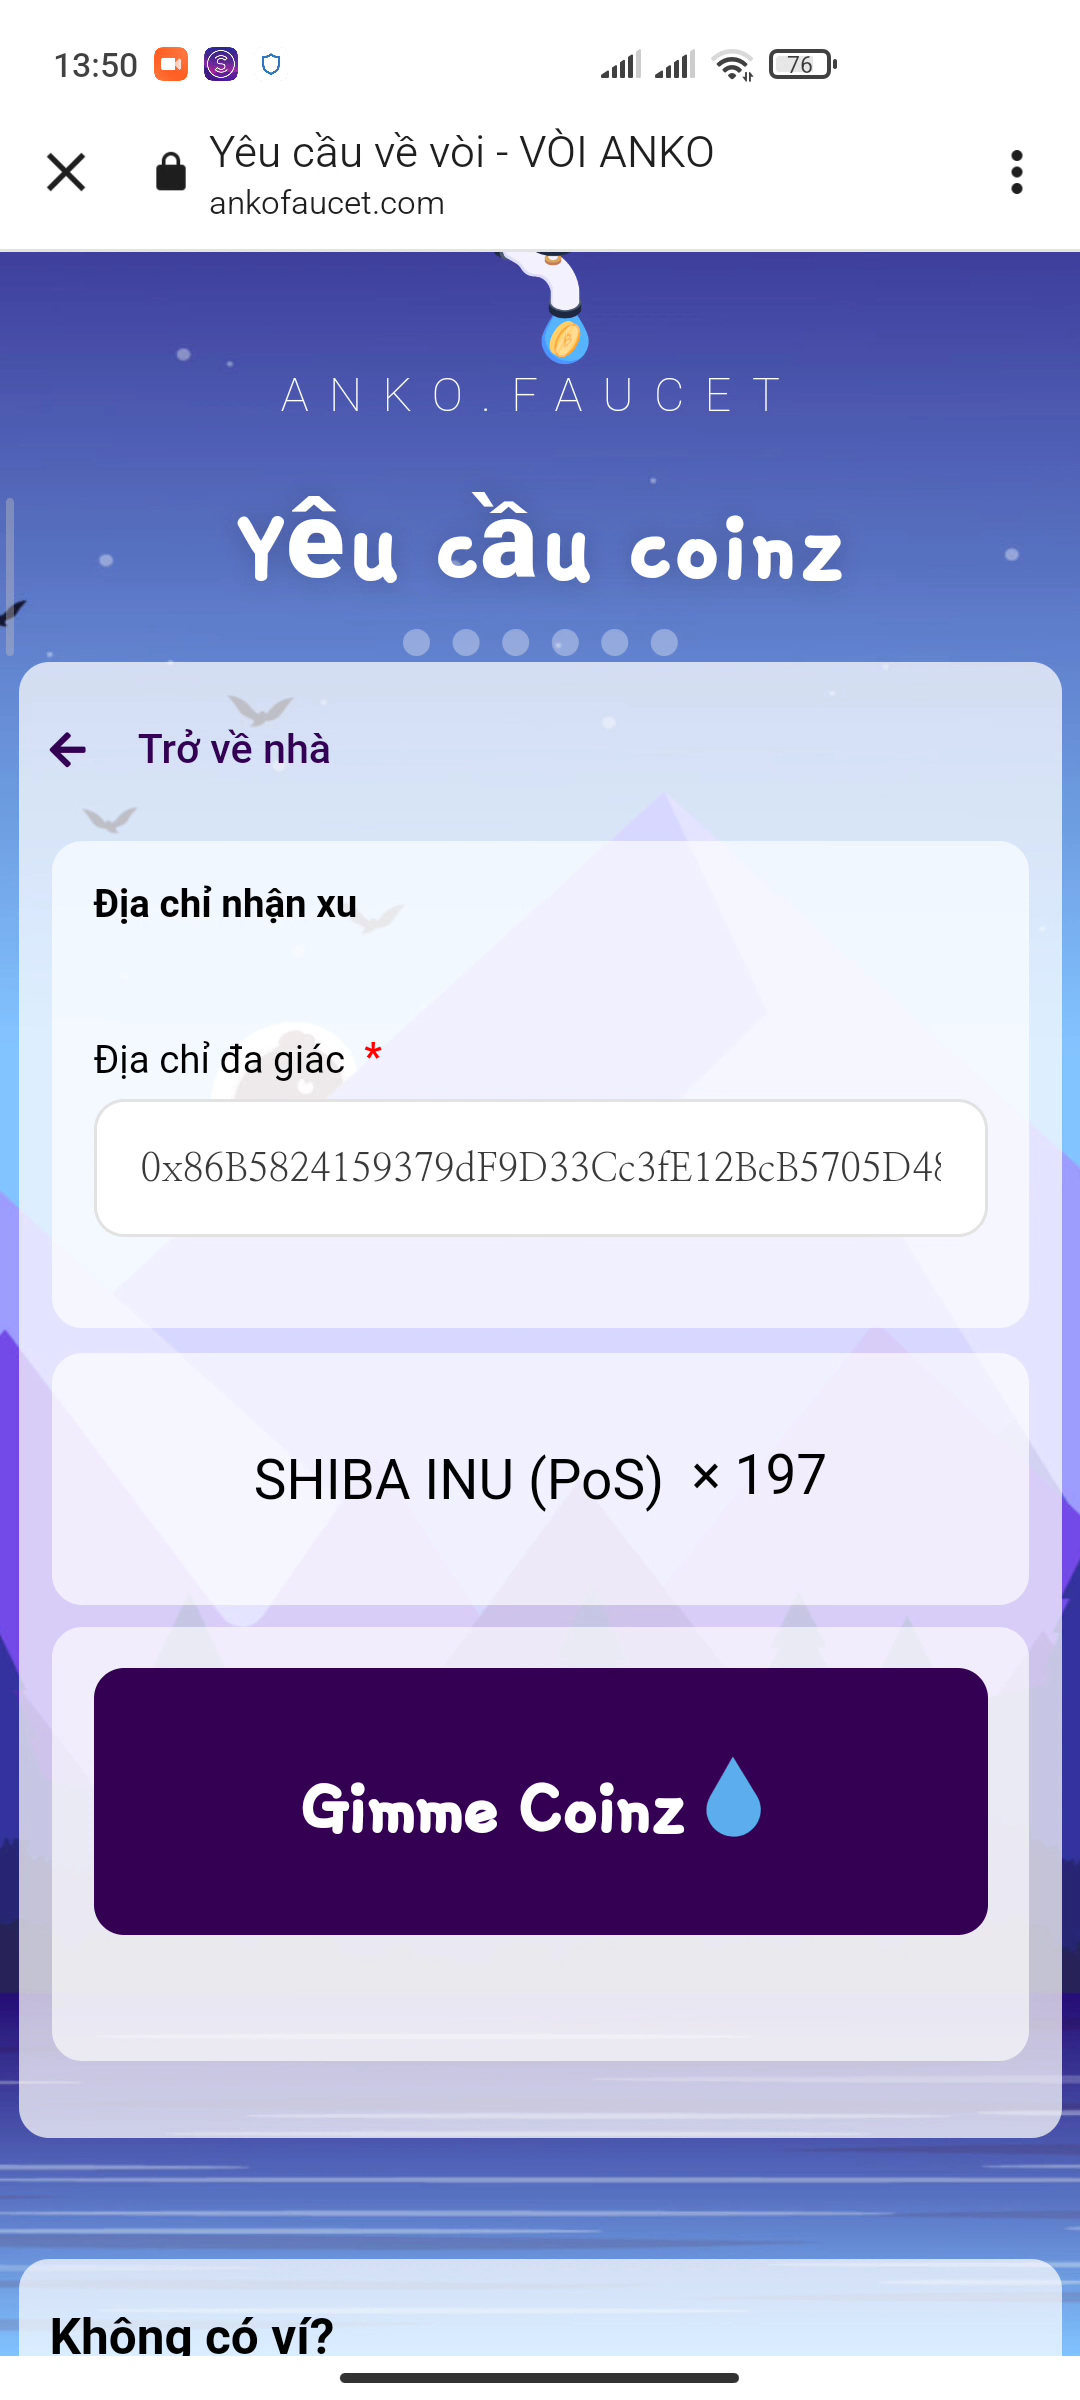 13:50
76
Yêu cầu về vòi - VÒI ANKO
ankofaucet.com
ANKO.FAUCET
Yêu cầu coinz
Trở về nhà
Địa chỉ nhận xu
Địa chỉ đa giác *
0x86B5824159379dF9D33Cc3fE12BcB5705D48
SHIBA INU (PoS) × 197
Gimme Coinz
Không có ví?